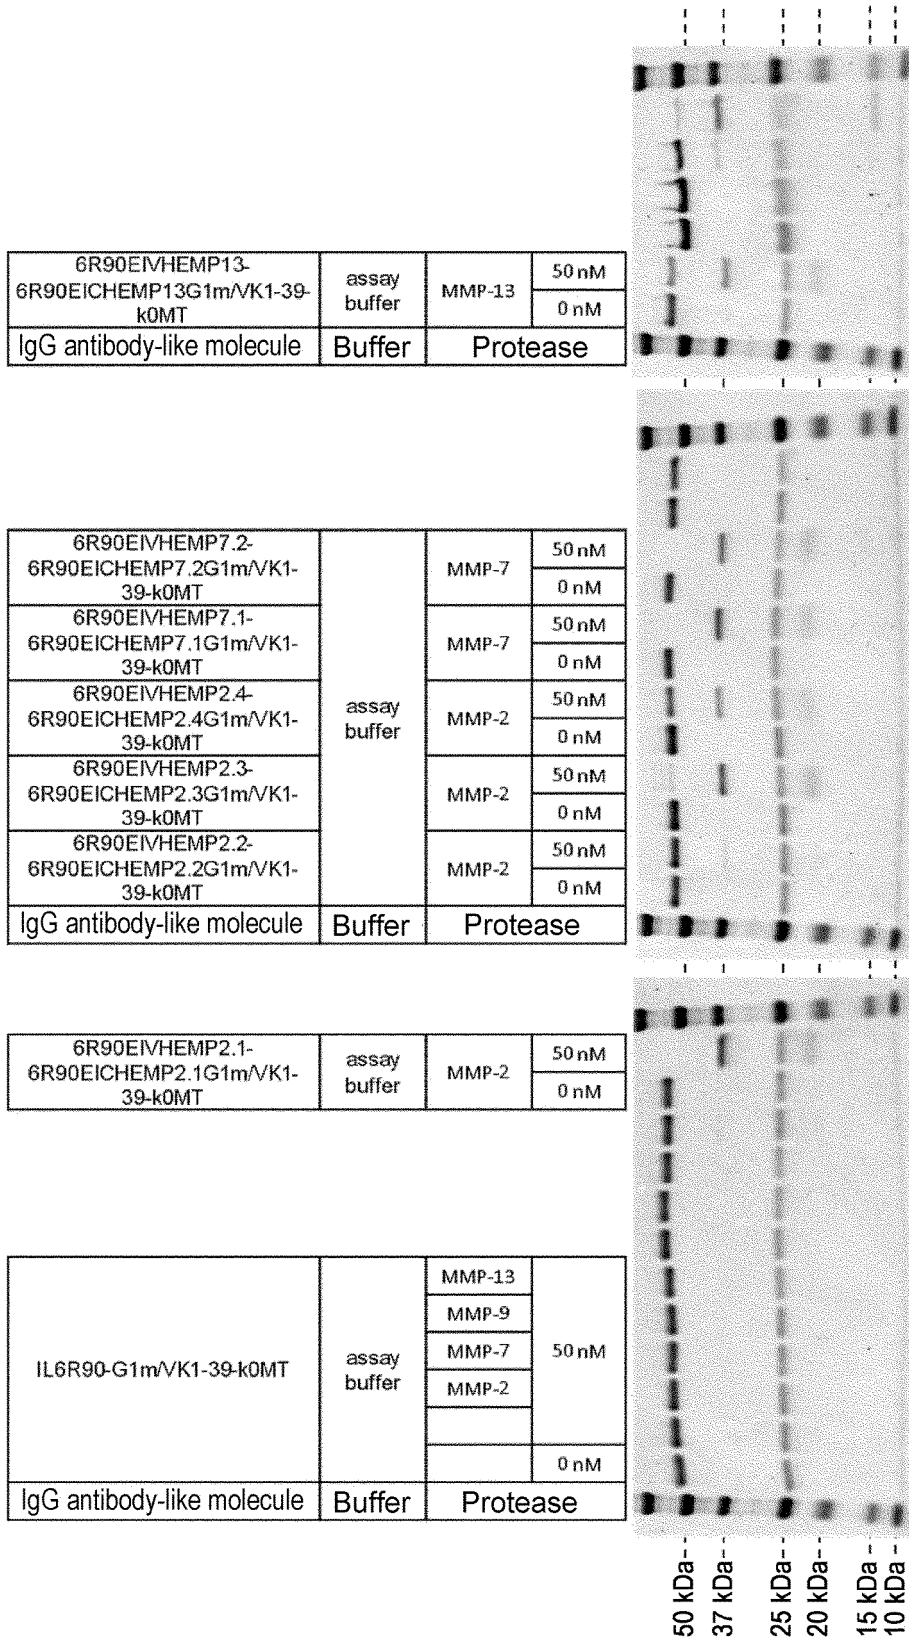 6R90EIVHEMP13-
6R90EICHEMP13G1m/VK1-39-
k0MT
assay
buffer
MMP-13
50 nM
0 nM
IgG antibody-like molecule
Buffer
Protease
6R90EIVHEMP7.2-
6R90EICHEMP7.2G1m/VK1-
39-k0MT
assay
buffer
MMP-7
50 nM
0 nM
6R90EIVHEMP7.1-
6R90EICHEMP7.1G1m/VK1-
39-k0MT
MMP-7
50 nM
0 nM
6R90EIVHEMP2.4-
6R90EICHEMP2.4G1m/VK1-
39-k0MT
MMP-2
50 nM
0 nM
6R90EIVHEMP2.3-
6R90EICHEMP2.3G1m/VK1-
39-k0MT
MMP-2
50 nM
0 nM
6R90EIVHEMP2.2-
6R90EICHEMP2.2G1m/VK1-
39-k0MT
MMP-2
50 nM
0 nM
IgG antibody-like molecule
Buffer
Protease
6R90EIVHEMP2.1-
6R90EICHEMP2.1G1m/VK1-
39-k0MT
assay
buffer
MMP-2
50 nM
0 nM
IL6R90-G1m/VK1-39-k0MT
assay
buffer
MMP-13
MMP-9
MMP-7
MMP-2
50 nM
0 nM
IgG antibody-like molecule
Buffer
Protease
50 kDa
37 kDa
25 kDa
20 kDa
15 kDa
10 kDa